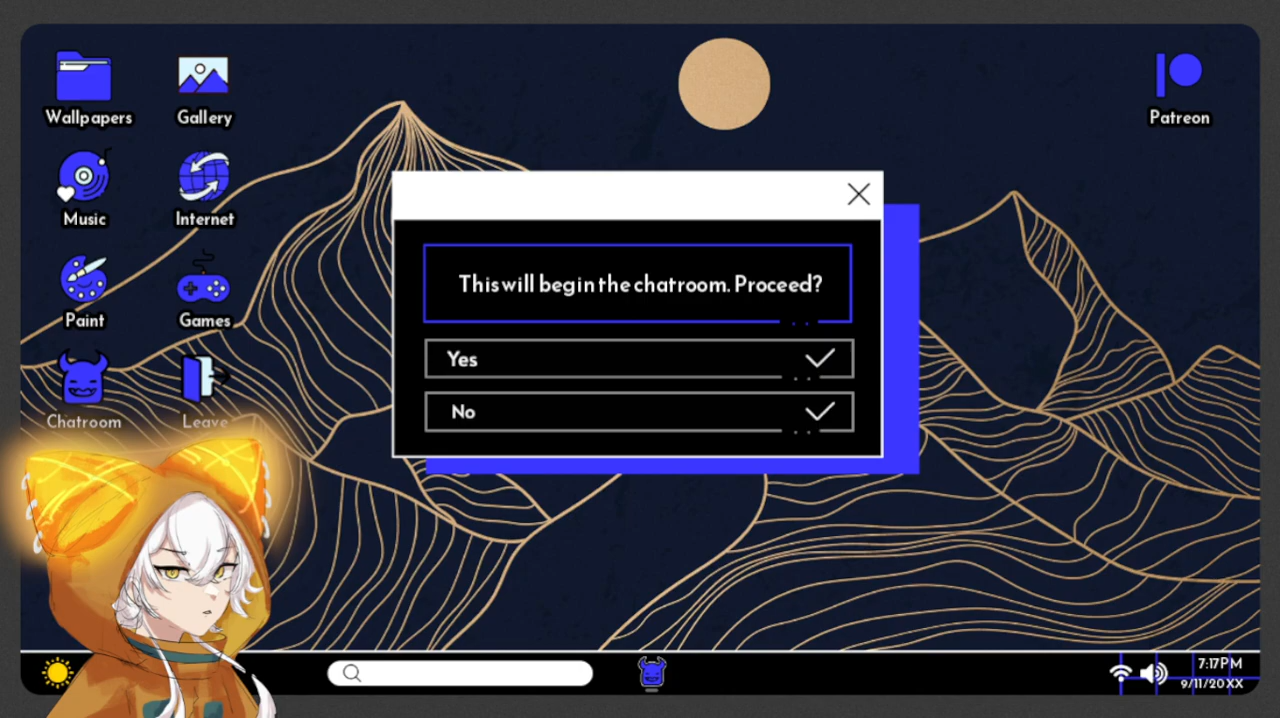 Wallpapers
Gallery
Patreon
Music
Internet
Paint
Games
Chatroom
Leave
This will begin the chatroom. Proceed?
Yes
No
7:17PM
9/11/20XX